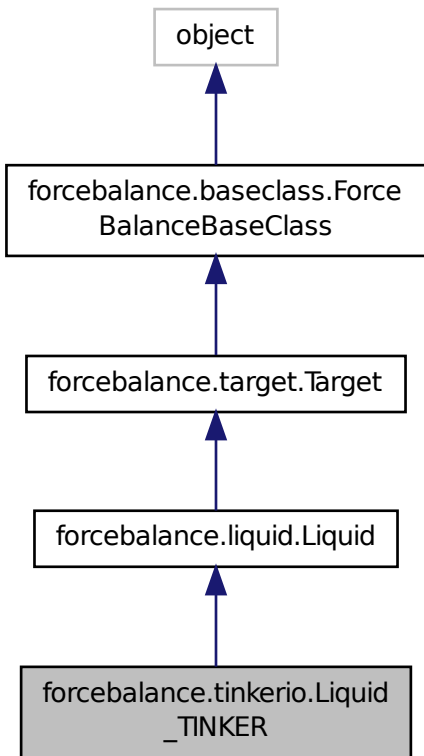 object
forcebalance.baseclass.Force
BalanceBaseClass
forcebalance.target.Target
forcebalance.liquid.Liquid
forcebalance.tinkerio.Liquid
_TINKER